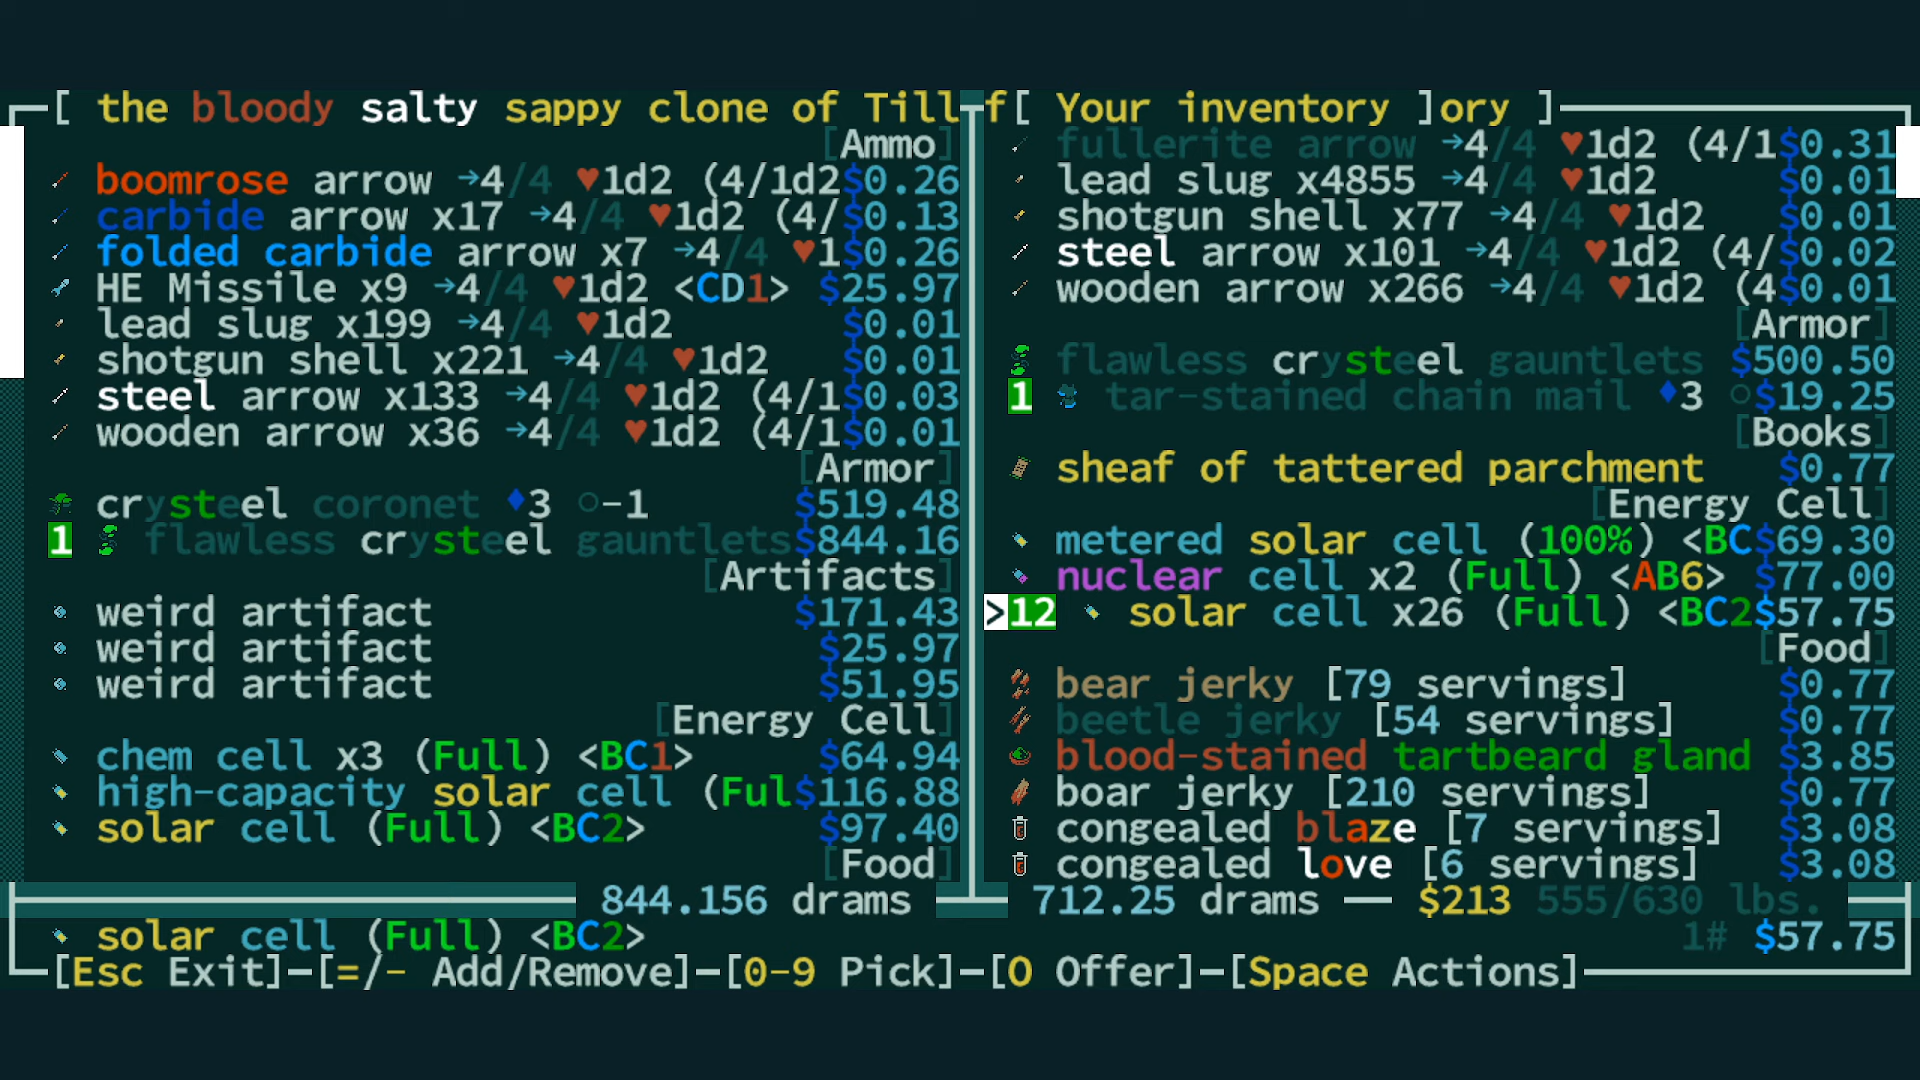 [ the bloody salty sappy clone of Till
[Ammo]
boomrose arrow →4/4 ♥1d2 (4/1d2 $0.26
carbide arrow x17 →4/4 ♥1d2 (4/ $0.13
folded carbide arrow x7 →4/4 ♥1 $0.26
HE Missile x9 →4/4 ♥1d2 <CD1> $25.97
lead slug x199 →4/4 ♥1d2 $0.01
shotgun shell x221 →4/4 ♥1d2 $0.01
steel arrow x133 →4/4 ♥1d2 (4/1 $0.03
wooden arrow x36 →4/4 ♥1d2 (4/1 $0.01
[Armor]
crysteel coronet ♦3 ○-1 $519.48
1 flawless crysteel gauntlets $844.16
[Artifacts]
weird artifact $171.43
weird artifact $25.97
weird artifact $51.95
[Energy Cell]
chem cell x3 (Full) <BC1> $64.94
high-capacity solar cell (Ful $116.88
solar cell (Full) <BC2> $97.40
[Food]
844.156 drams
f[ Your inventory ]ory ]
fullerite arrow →4/4 ♥1d2 (4/1 $0.31
lead slug x4855 →4/4 ♥1d2 $0.01
shotgun shell x77 →4/4 ♥1d2 $0.01
steel arrow x101 →4/4 ♥1d2 (4/ $0.02
wooden arrow x266 →4/4 ♥1d2 (4 $0.01
[Armor]
flawless crysteel gauntlets $500.50
1 tar-stained chain mail ♦3 ○$19.25
[Books]
sheaf of tattered parchment $0.77
[Energy Cell]
metered solar cell (100%) <BC $69.30
nuclear cell x2 (Full) <AB6> $77.00
>12 solar cell x26 (Full) <BC2 $57.75
[Food]
bear jerky [79 servings] $0.77
beetle jerky [54 servings] $0.77
blood-stained tartbeard gland $3.85
boar jerky [210 servings] $0.77
congealed blaze [7 servings] $3.08
congealed love [6 servings] $3.08
712.25 drams — $213 555/630 lbs.
solar cell (Full) <BC2> 1# $57.75
[Esc Exit]-[=/- Add/Remove]-[0-9 Pick]-[O Offer]-[Space Actions]